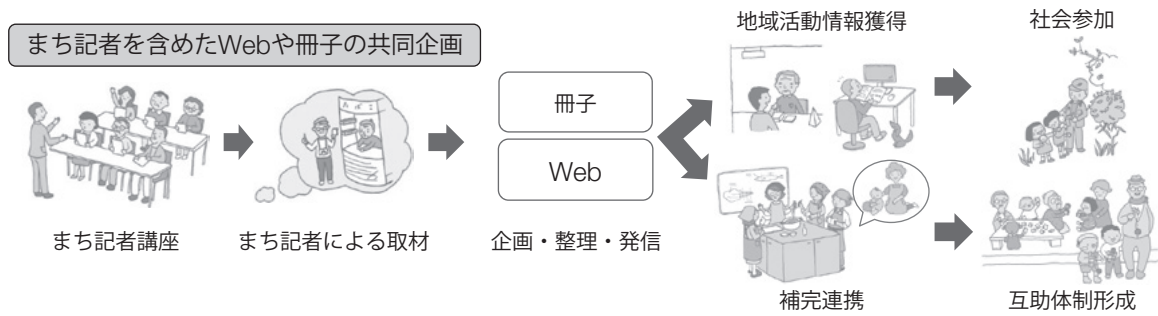 まち記者を含めたWebや冊子の共同企画
まち記者講座
まち記者による取材
冊子
Web
企画・整理・発信
地域活動情報獲得
社会参加
補完連携
互助体制形成